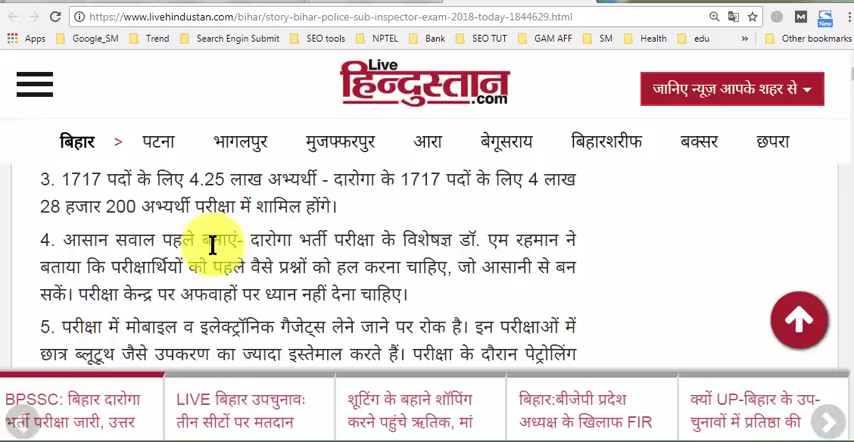 https://www.livehindustan.com/bihar/story-bihar-police-sub-inspector-exam-2018-today-1844629.html
Apps Google_SM Trend Search Engin Submit SEO tools NPTEL Bank SEO TUT GAM AFF SM Health edu » Other bookmarks
Live
हिन्दुस्तान
.com
जानिए न्यूज़ आपके शहर से
बिहार > पटना भागलपुर मुजफ्फरपुर आरा बेगूसराय बिहारशरीफ बक्सर छपरा
3. 1717 पदों के लिए 4.25 लाख अभ्यर्थी - दारोगा के 1717 पदों के लिए 4 लाख
28 हजार 200 अभ्यर्थी परीक्षा में शामिल होंगे।
4. आसान सवाल पहले बनाएं- दारोगा भर्ती परीक्षा के विशेषज्ञ डॉ. एम रहमान ने
बताया कि परीक्षार्थियों को पहले वैसे प्रश्नों को हल करना चाहिए, जो आसानी से बन
सकें। परीक्षा केन्द्र पर अफवाहों पर ध्यान नहीं देना चाहिए।
5. परीक्षा में मोबाइल व इलेक्ट्रॉनिक गैजेट्स लेने जाने पर रोक है। इन परीक्षाओं में
छात्र ब्लूटूथ जैसे उपकरण का ज्यादा इस्तेमाल करते हैं। परीक्षा के दौरान पेट्रोलिंग
BPSSC: बिहार दारोगा
भर्ती परीक्षा जारी, उत्तर
LIVE बिहार उपचुनावः
तीन सीटों पर मतदान
शूटिंग के बहाने शॉपिंग
करने पहुंचे ऋतिक, मां
बिहार:बीजेपी प्रदेश
अध्यक्ष के खिलाफ FIR
क्यों UP-बिहार के उप-
चुनावों में प्रतिष्ठा की